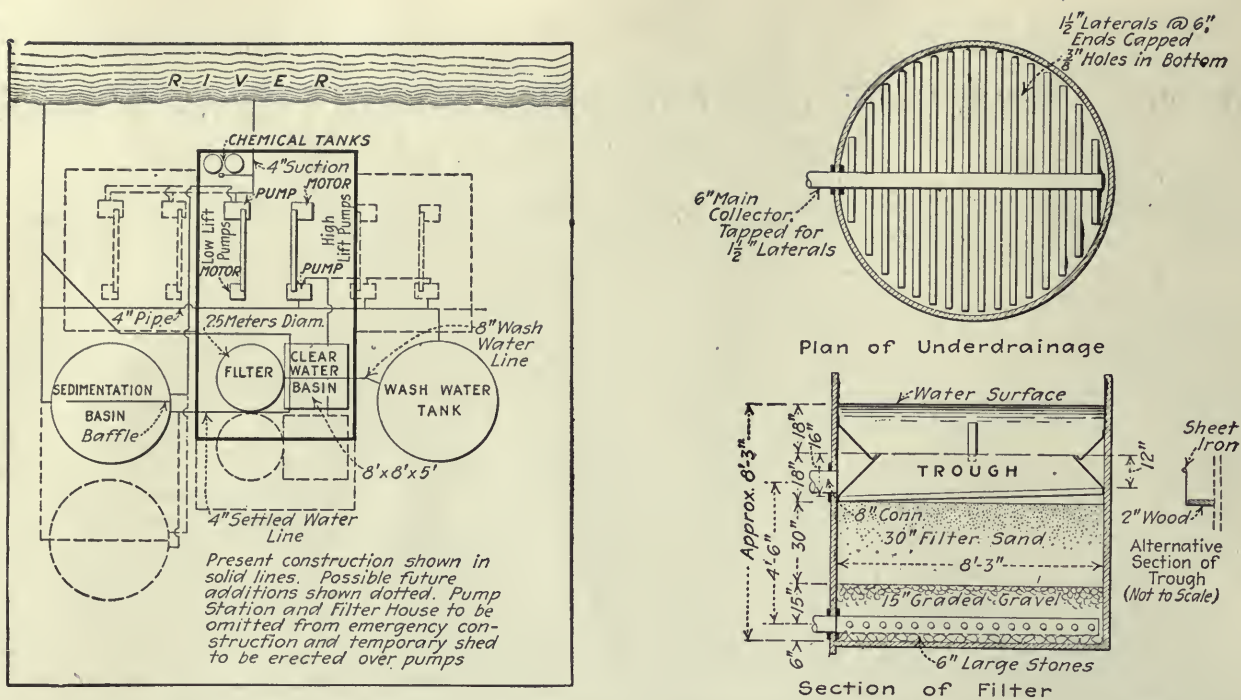 RIVER
CHEMICAL TANKS
4" Suction
MOTOR
PUMP
Low Lift
Pumps
High
Lift Pumps
MOTOR
PUMP
4" Pipe
2.5 Meters Diam.
8" Wash
Water
Line
FILTER
CLEAR
WATER
BASIN
SEDIMENTATION
BASIN
Baffle
WASH WATER
TANK
8'x8'x5'
4" Settled Water
Line
Present construction shown in
solid lines. Possible future
additions shown dotted. Pump
Station and Filter House to be
omitted from emergency con-
struction and temporary shed
to be erected over pumps
1½" Laterals @ 6"
Ends Capped
⅜" Holes in Bottom
6" Main
Collector.
Tapped for
1½" Laterals
Plan of Underdrainage
Water Surface
Approx. 8'-3"
18"
16"
18"
4'-6"
30"
15"
6"
TROUGH
12"
8" Conn.
30" Filter Sand
8'-3"
15" Graded Gravel
6" Large Stones
Section of Filter
Sheet
Iron
2" Wood
Alternative
Section of
Trough
(Not to Scale)